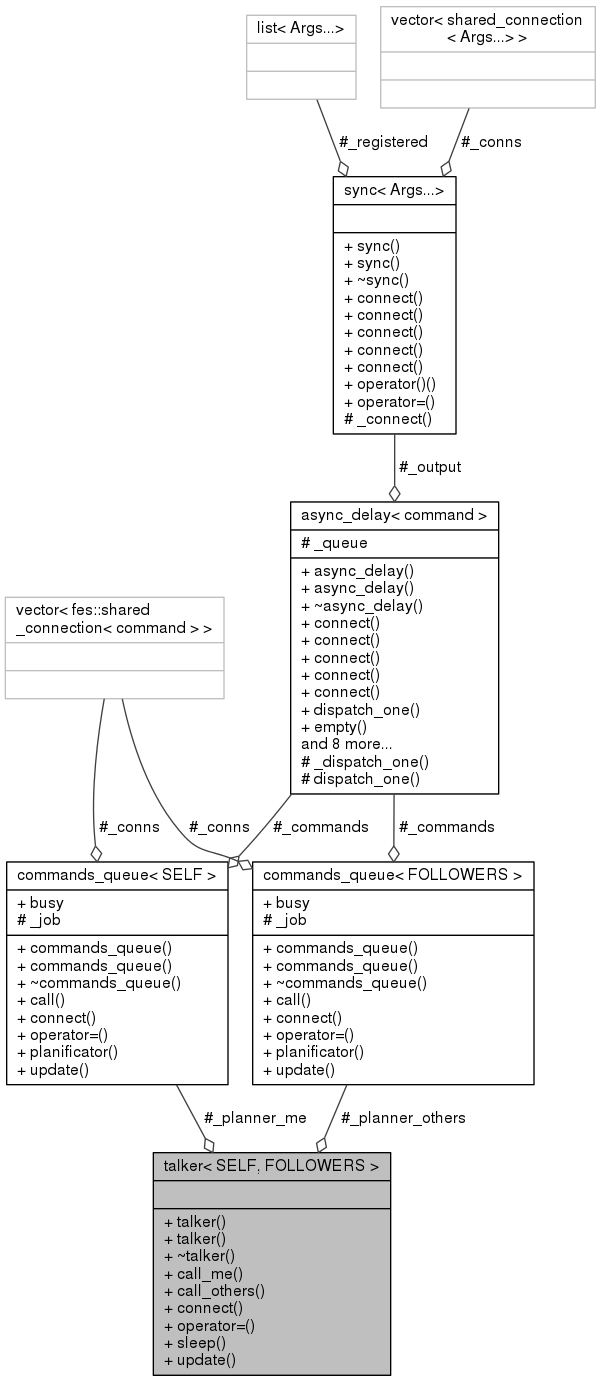 list< Args...>
vector< shared_connection
< Args...> >
#_registered
#_conns
sync< Args...>
+ sync()
+ sync()
+ ~sync()
+ connect()
+ connect()
+ connect()
+ connect()
+ connect()
+ operator()()
+ operator=()
# _connect()
#_output
async_delay< command >
# _queue
+ async_delay()
+ async_delay()
+ ~async_delay()
+ connect()
+ connect()
+ connect()
+ connect()
+ connect()
+ dispatch_one()
+ empty()
and 8 more...
# _dispatch_one()
# dispatch_one()
vector< fes::shared
_connection< command > >
#_conns
#_conns
#_commands
#_commands
commands_queue< SELF >
+ busy
# _job
+ commands_queue()
+ commands_queue()
+ ~commands_queue()
+ call()
+ connect()
+ operator=()
+ planificator()
+ update()
commands_queue< FOLLOWERS >
+ busy
# _job
+ commands_queue()
+ commands_queue()
+ ~commands_queue()
+ call()
+ connect()
+ operator=()
+ planificator()
+ update()
#_planner_me
#_planner_others
talker< SELF, FOLLOWERS >
+ talker()
+ talker()
+ ~talker()
+ call_me()
+ call_others()
+ connect()
+ operator=()
+ sleep()
+ update()